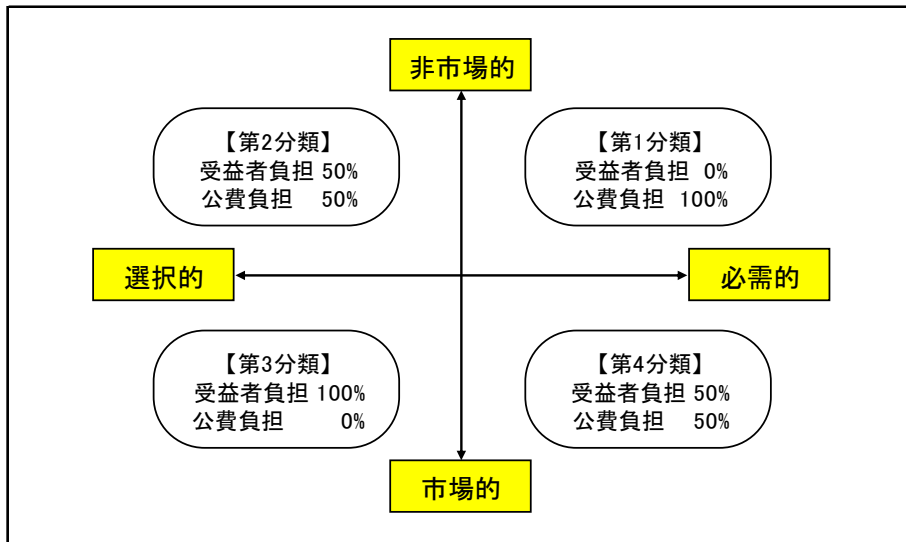 非市場的
【第2分類】
受益者負担 50%
公費負担 50%
【第1分類】
受益者負担 0%
公費負担 100%
選択的
必需的
【第3分類】
受益者負担 100%
公費負担 0%
【第4分類】
受益者負担 50%
公費負担 50%
市場的